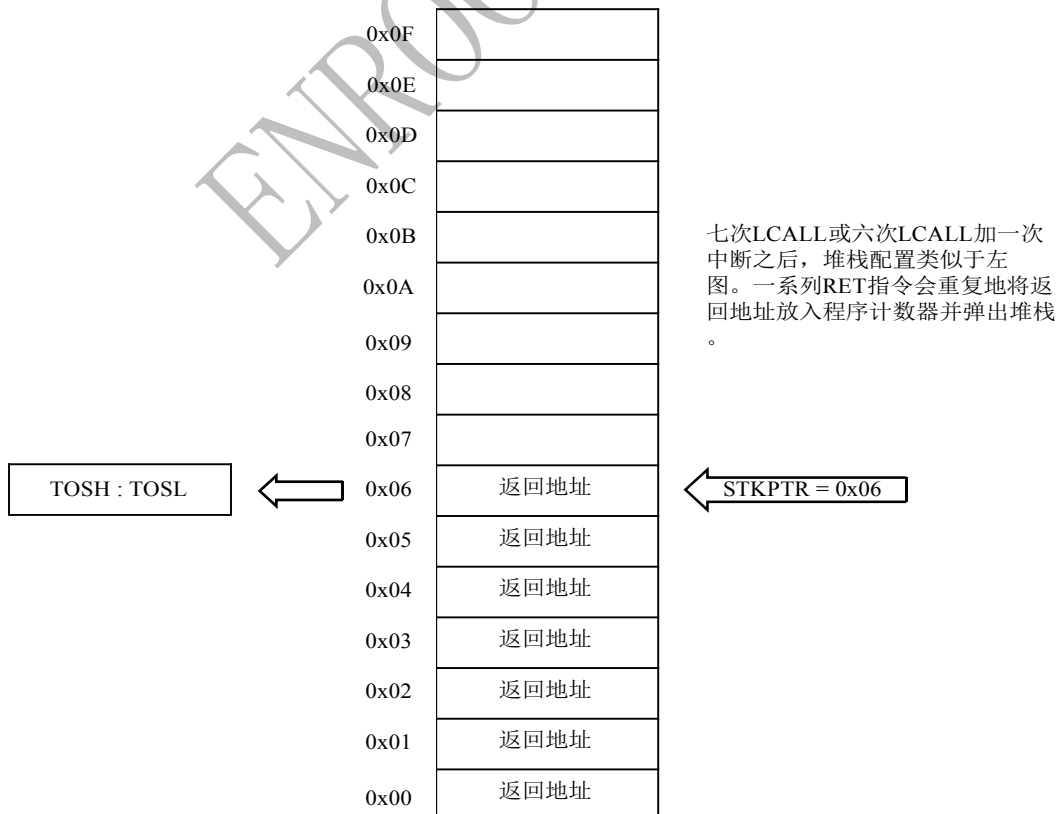 0x0F
0x0E
0x0D
0x0C
0x0B
0x0A
0x09
0x08
0x07
七次LCALL或六次LCALL加一次
中断之后，堆栈配置类似于左
图。一系列RET指令会重复地将返
回地址放入程序计数器并弹出堆栈
。
TOSH : TOSL
0x06
返回地址
STKPTR = 0x06
0x05
返回地址
0x04
返回地址
0x03
返回地址
0x02
返回地址
0x01
返回地址
0x00
返回地址